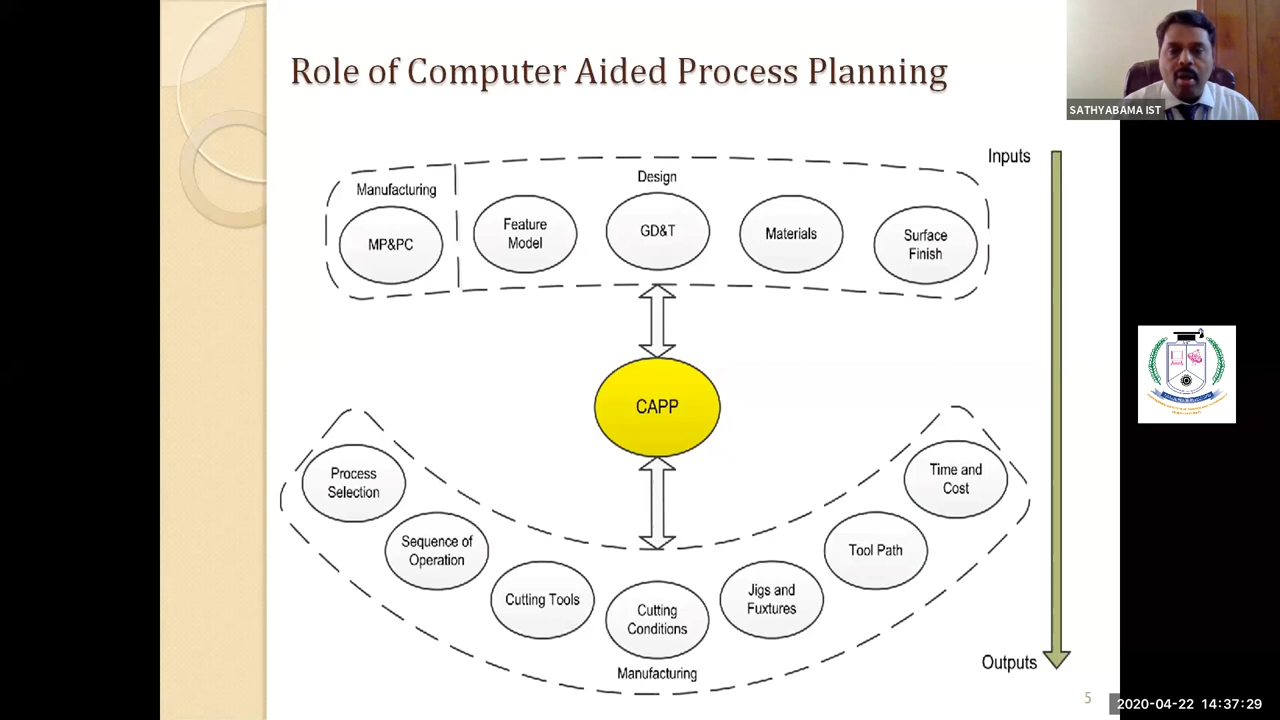 Role of Computer Aided Process Planning
SATHYABAMA IST
Inputs
Manufacturing
Design
MP&PC
Feature
Model
GD&T
Materials
Surface
Finish
CAPP
Process
Selection
Sequence of
Operation
Cutting Tools
Cutting
Conditions
Jigs and
Fuxtures
Tool Path
Time and
Cost
Manufacturing
Outputs
5
2020-04-22 14:37:29